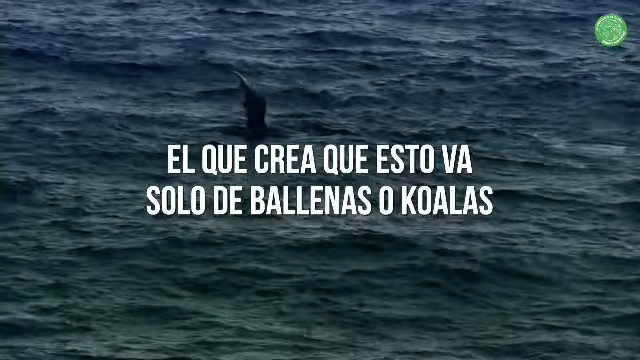 EL QUE CREA QUE ESTO VA
SOLO DE BALLENAS O KOALAS